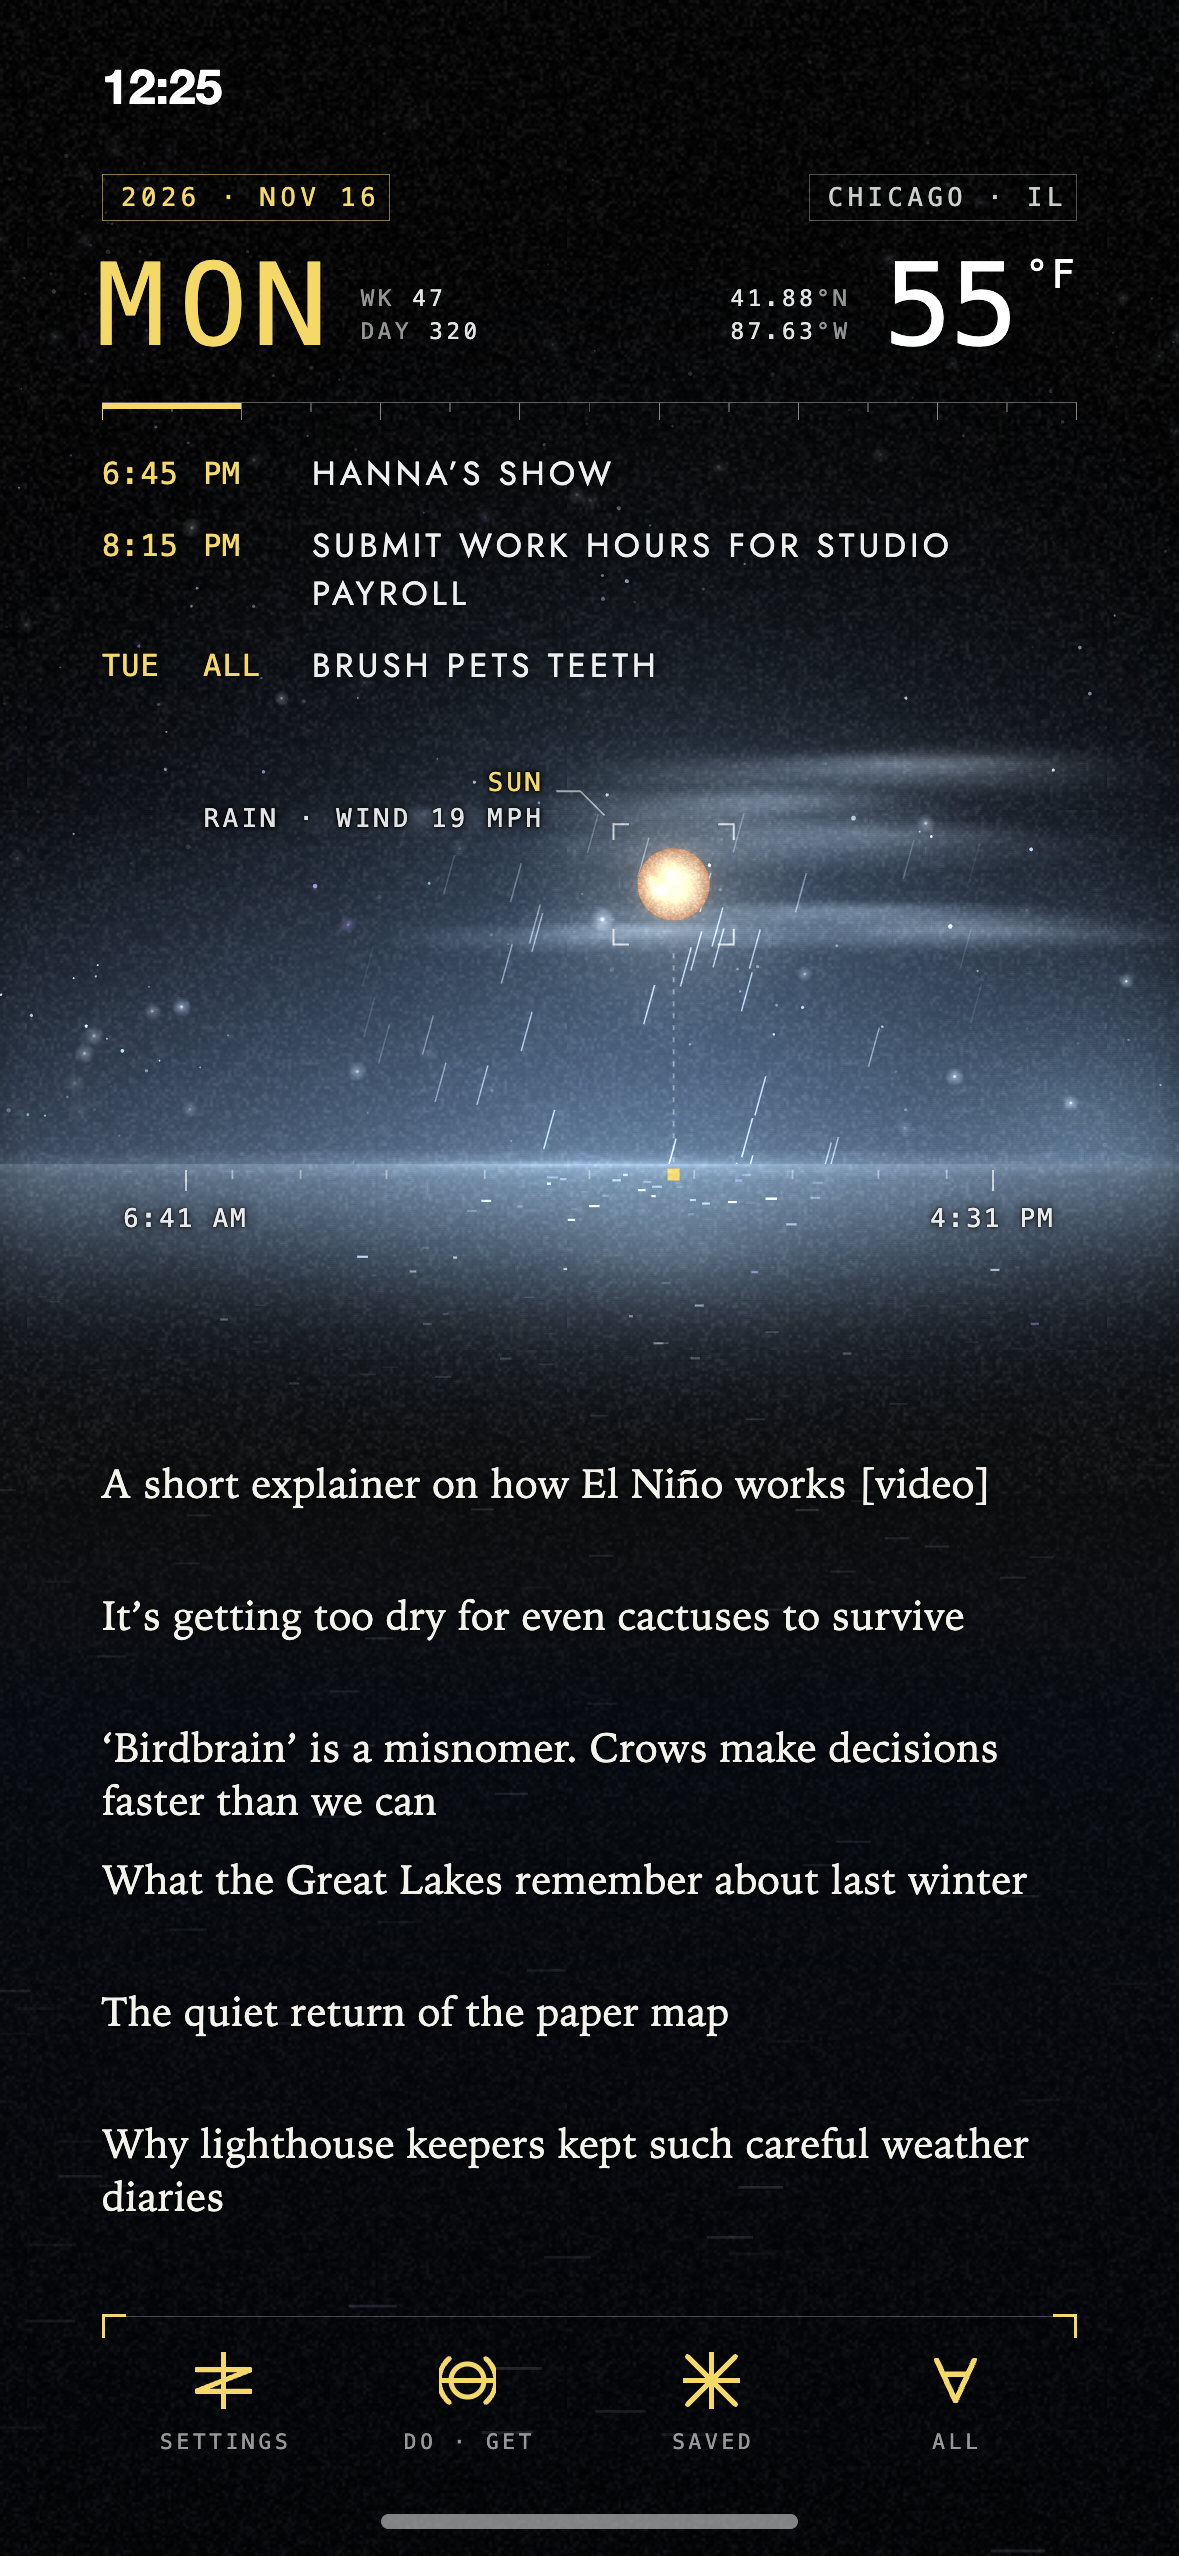 12:25
2026 · NOV 16
CHICAGO · IL
MON
WK 47
DAY 320
41.88°N
87.63°W
55 °F
6:45 PM HANNA’S SHOW
8:15 PM SUBMIT WORK HOURS FOR STUDIO
PAYROLL
TUE ALL BRUSH PETS TEETH
SUN
RAIN · WIND 19 MPH
6:41 AM
4:31 PM
A short explainer on how El Niño works [video]
It’s getting too dry for even cactuses to survive
‘Birdbrain’ is a misnomer. Crows make decisions
faster than we can
What the Great Lakes remember about last winter
The quiet return of the paper map
Why lighthouse keepers kept such careful weather
diaries
SETTINGS
DO · GET
SAVED
ALL